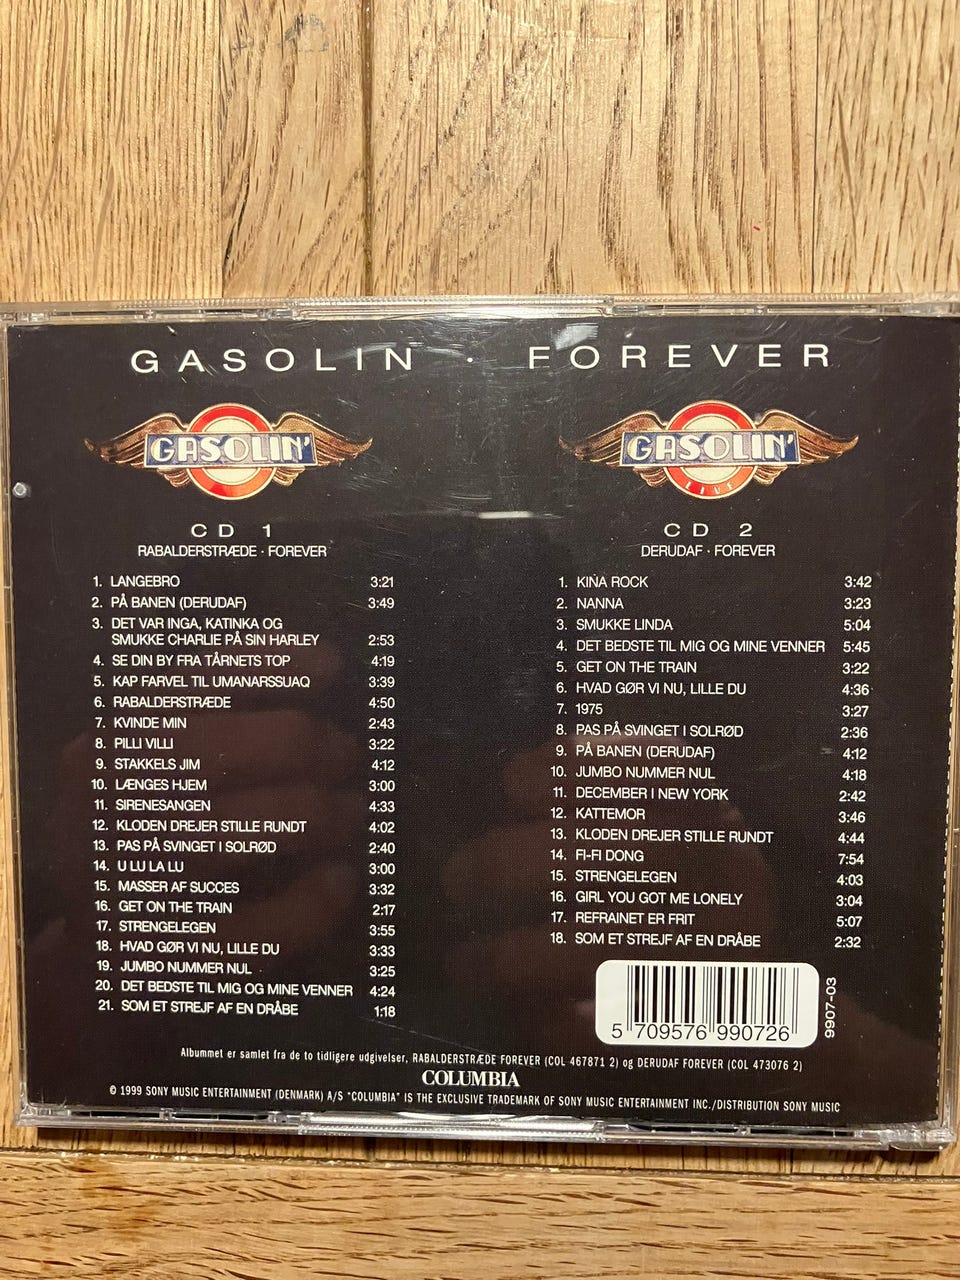 GASOLIN · FOREVER
GASOLIN'
CD 1
RABALDERSTRÆDE · FOREVER
1. LANGEBRO 3:21
2. PÅ BANEN (DERUDAF) 3:49
3. DET VAR INGA, KATINKA OG
SMUKKE CHARLIE PÅ SIN HARLEY 2:53
4. SE DIN BY FRA TÅRNETS TOP 4:19
5. KAP FARVEL TIL UMANARSSUAQ 3:39
6. RABALDERSTRÆDE 4:50
7. KVINDE MIN 2:43
8. PILLI VILLI 3:22
9. STAKKELS JIM 4:12
10. LÆNGES HJEM 3:00
11. SIRENESANGEN 4:33
12. KLODEN DREJER STILLE RUNDT 4:02
13. PAS PÅ SVINGET I SOLRØD 2:40
14. U LU LA LU 3:00
15. MASSER AF SUCCES 3:32
16. GET ON THE TRAIN 2:17
17. STRENGELEGEN 3:55
18. HVAD GØR VI NU, LILLE DU 3:33
19. JUMBO NUMMER NUL 3:25
20. DET BEDSTE TIL MIG OG MINE VENNER 4:24
21. SOM ET STREJF AF EN DRÅBE 1:18
GASOLIN'
LIVE
CD 2
DERUDAF · FOREVER
1. KINA ROCK 3:42
2. NANNA 3:23
3. SMUKKE LINDA 5:04
4. DET BEDSTE TIL MIG OG MINE VENNER 5:45
5. GET ON THE TRAIN 3:22
6. HVAD GØR VI NU, LILLE DU 4:36
7. 1975 3:27
8. PAS PÅ SVINGET I SOLRØD 2:36
9. PÅ BANEN (DERUDAF) 4:12
10. JUMBO NUMMER NUL 4:18
11. DECEMBER I NEW YORK 2:42
12. KATTEMOR 3:46
13. KLODEN DREJER STILLE RUNDT 4:44
14. FI-FI DONG 7:54
15. STRENGELEGEN 4:03
16. GIRL YOU GOT ME LONELY 3:04
17. REFRAINET ER FRIT 5:07
18. SOM ET STREJF AF EN DRÅBE 2:32
5 709576 990726
9907-03
Albummet er samlet fra de to tidligere udgivelser, RABALDERSTRÆDE FOREVER (COL 467871 2) og DERUDAF FOREVER (COL 473076 2)
COLUMBIA
© 1999 SONY MUSIC ENTERTAINMENT (DENMARK) A/S "COLUMBIA" IS THE EXCLUSIVE TRADEMARK OF SONY MUSIC ENTERTAINMENT INC./DISTRIBUTION SONY MUSIC